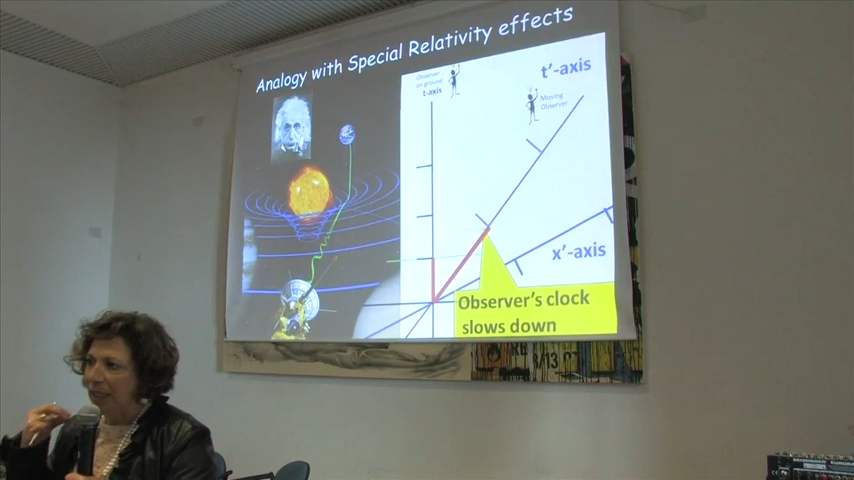 Analogy with Special Relativity effects
Observer
on ground
t-axis
t'-axis
Moving
Observer
x'-axis
Observer's clock
slows down